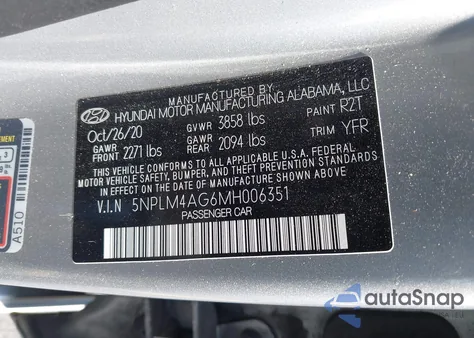 MANUFACTURED BY
HYUNDAI MOTOR MANUFACTURING ALABAMA, LLC
Oct/26/20 GVWR 3858 lbs PAINT R2T
GAWR FRONT 2271 lbs GAWR REAR 2094 lbs TRIM YFR
THIS VEHICLE CONFORMS TO ALL APPLICABLE U.S. FEDERAL
MOTOR VEHICLE SAFETY, BUMPER, AND THEFT PREVENTION
STANDARDS IN EFFECT ON THE DATE OF MANUFACTURE SHOWN ABOVE.
V.I.N 5NPLM4AG6MH006351
PASSENGER CAR
A510
autoSnap